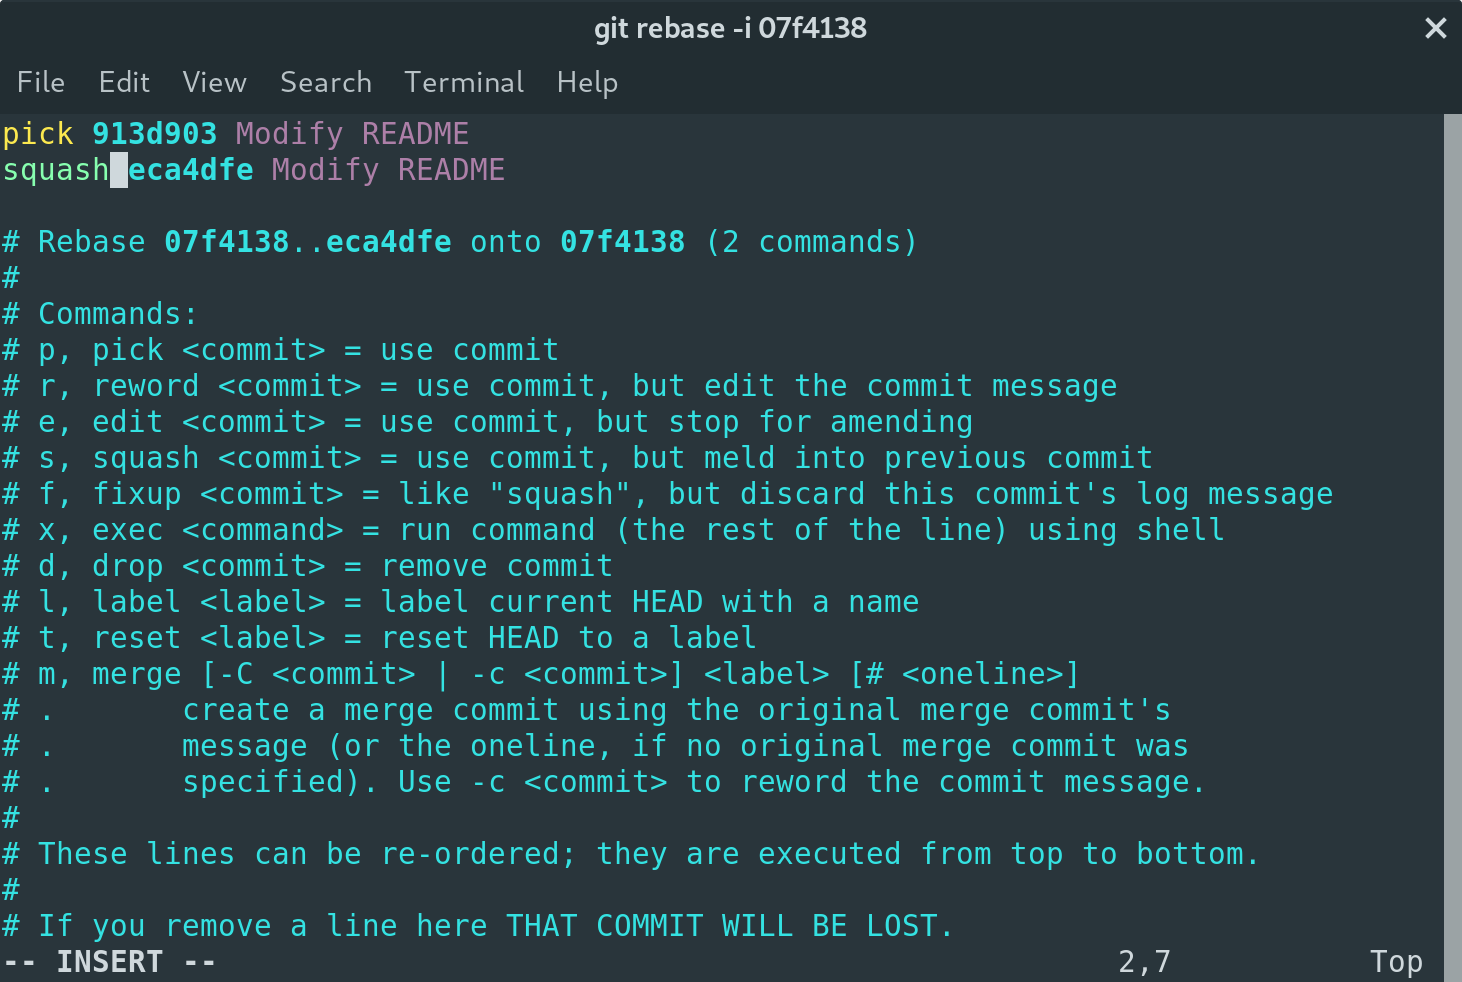 git rebase -i 07f4138
File Edit View Search Terminal Help
pick 913d903 Modify README
squash eca4dfe Modify README
# Rebase 07f4138..eca4dfe onto 07f4138 (2 commands)
#
# Commands:
# p, pick <commit> = use commit
# r, reword <commit> = use commit, but edit the commit message
# e, edit <commit> = use commit, but stop for amending
# s, squash <commit> = use commit, but meld into previous commit
# f, fixup <commit> = like "squash", but discard this commit's log message
# x, exec <command> = run command (the rest of the line) using shell
# d, drop <commit> = remove commit
# l, label <label> = label current HEAD with a name
# t, reset <label> = reset HEAD to a label
# m, merge [-C <commit> | -c <commit>] <label> [# <oneline>]
# .       create a merge commit using the original merge commit's
# .       message (or the oneline, if no original merge commit was
# .       specified). Use -c <commit> to reword the commit message.
#
# These lines can be re-ordered; they are executed from top to bottom.
#
# If you remove a line here THAT COMMIT WILL BE LOST.
-- INSERT -- 2,7 Top